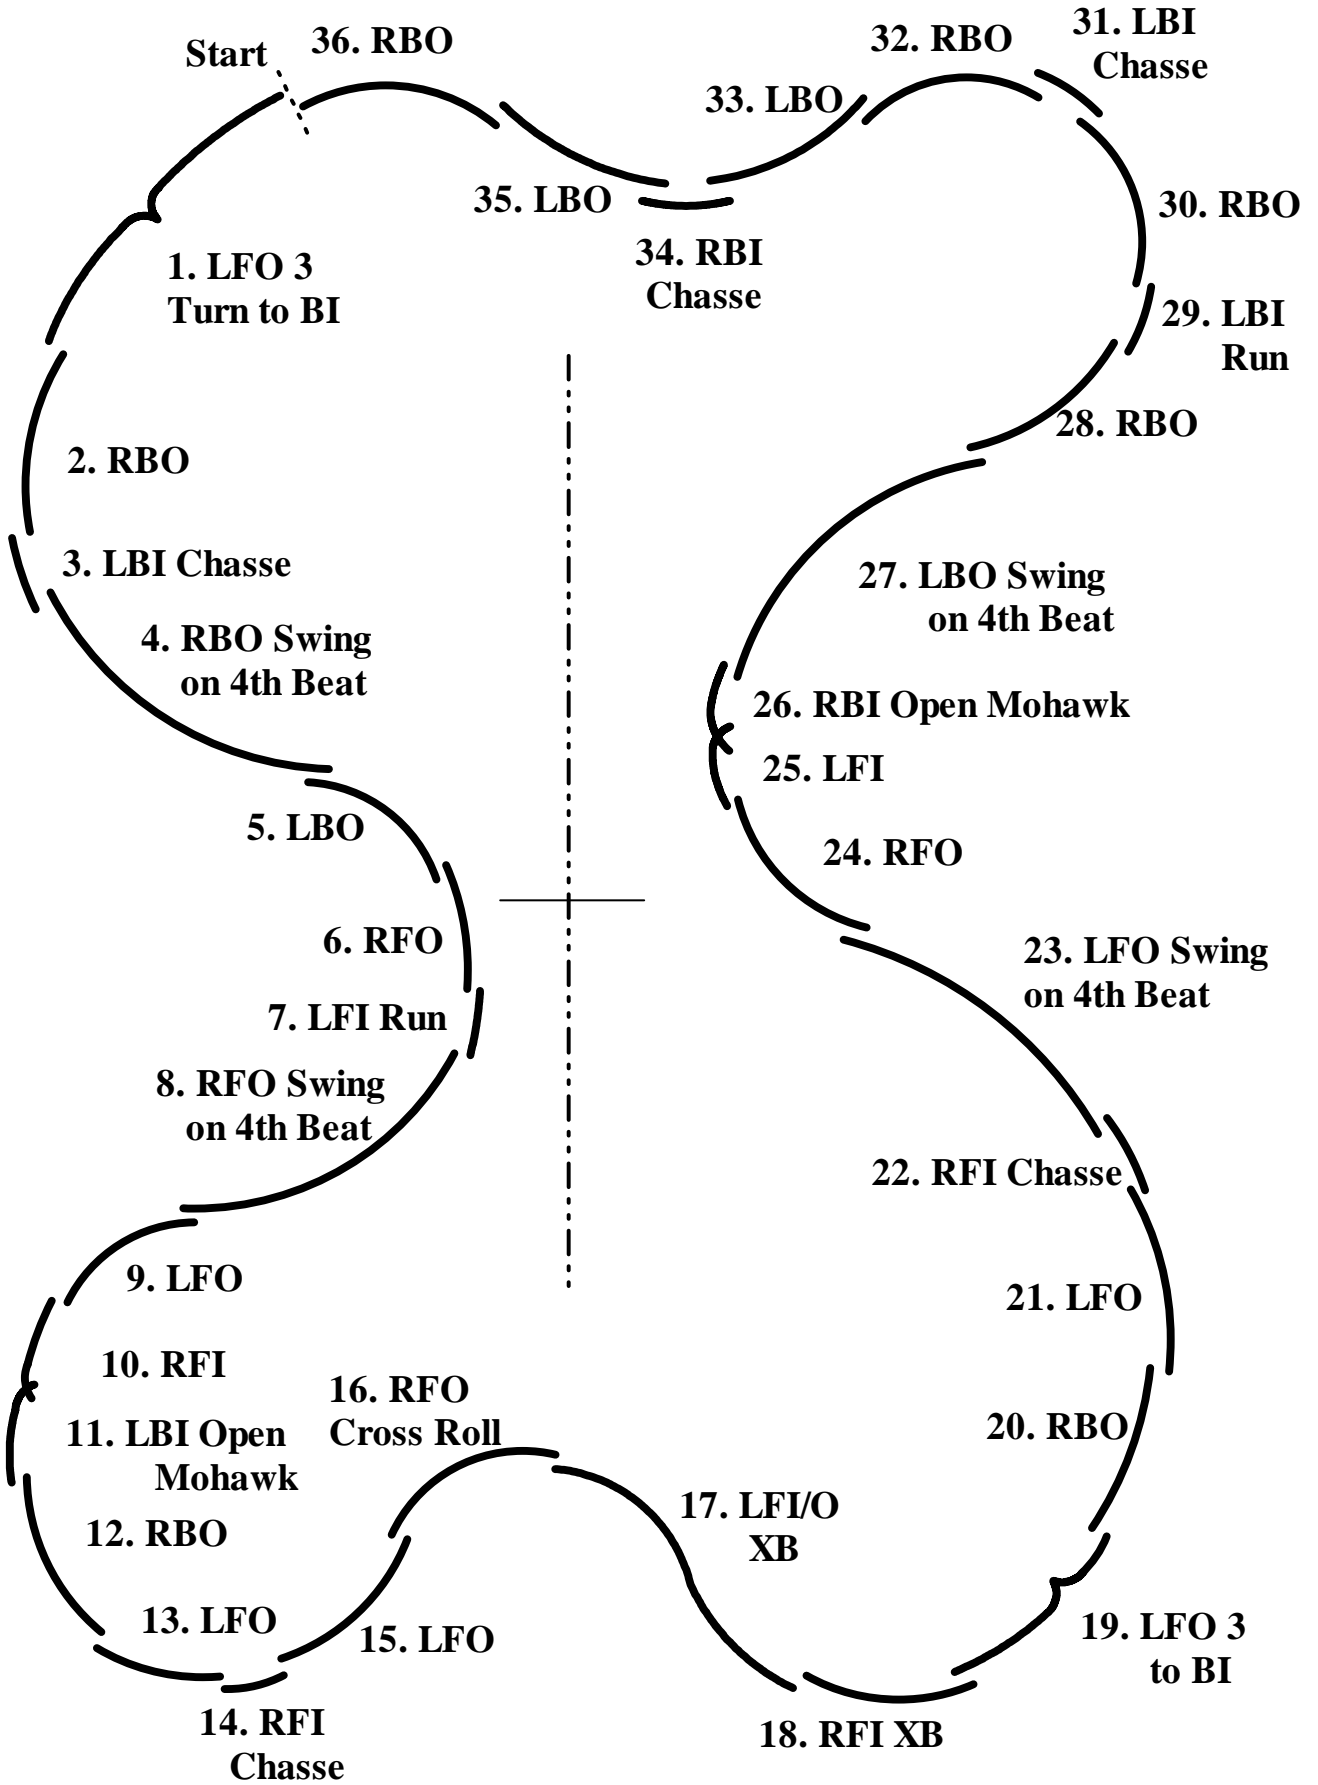 Start
36. RBO
31. LBI
Chasse
32. RBO
33. LBO
35. LBO
34. RBI
Chasse
30. RBO
29. LBI
Run
28. RBO
1. LFO 3
Turn to BI
2. RBO
3. LBI Chasse
4. RBO Swing
on 4th Beat
5. LBO
6. RFO
7. LFI Run
8. RFO Swing
on 4th Beat
9. LFO
10. RFI
11. LBI Open
Mohawk
12. RBO
13. LFO
14. RFI
Chasse
15. LFO
16. RFO
Cross Roll
17. LFI/O
XB
18. RFI XB
19. LFO 3
to BI
20. RBO
21. LFO
22. RFI Chasse
23. LFO Swing
on 4th Beat
24. RFO
25. LFI
26. RBI Open Mohawk
27. LBO Swing
on 4th Beat